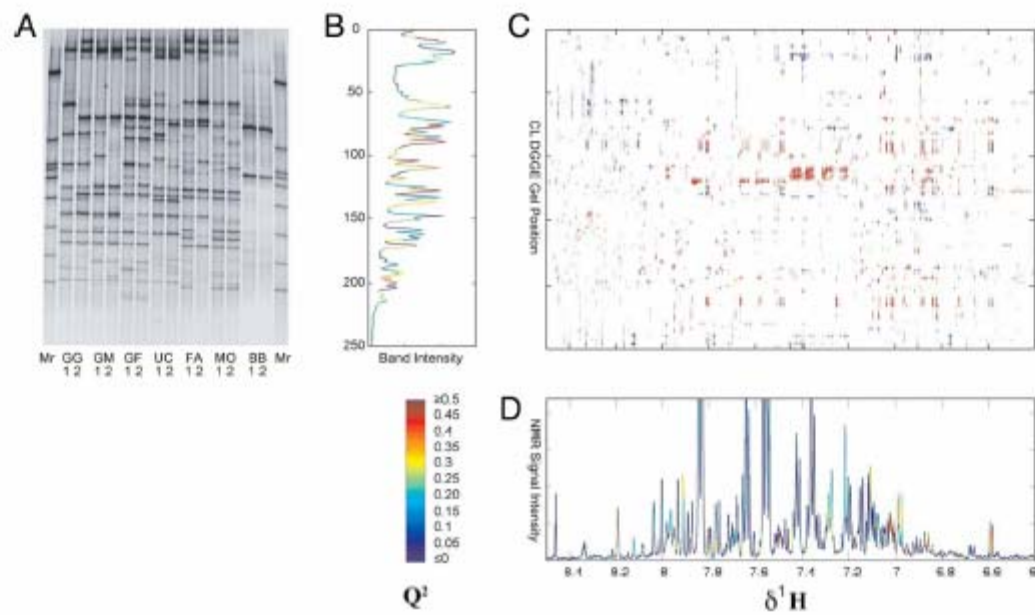 A
Mr GG GM GF UC FA MO BB Mr
1 2 1 2 1 2 1 2 1 2 1 2 1 2
B
0
50
100
150
200
250
Band Intensity
C
CL DGGE Gel Position
≥0.5
0.45
0.4
0.35
0.3
0.25
0.20
0.15
0.1
0.05
≤0
Q²
D
NMR Signal Intensity
8.4 8.2 8 7.8 7.6 7.4 7.2 7 6.8 6.6 6
δ¹H